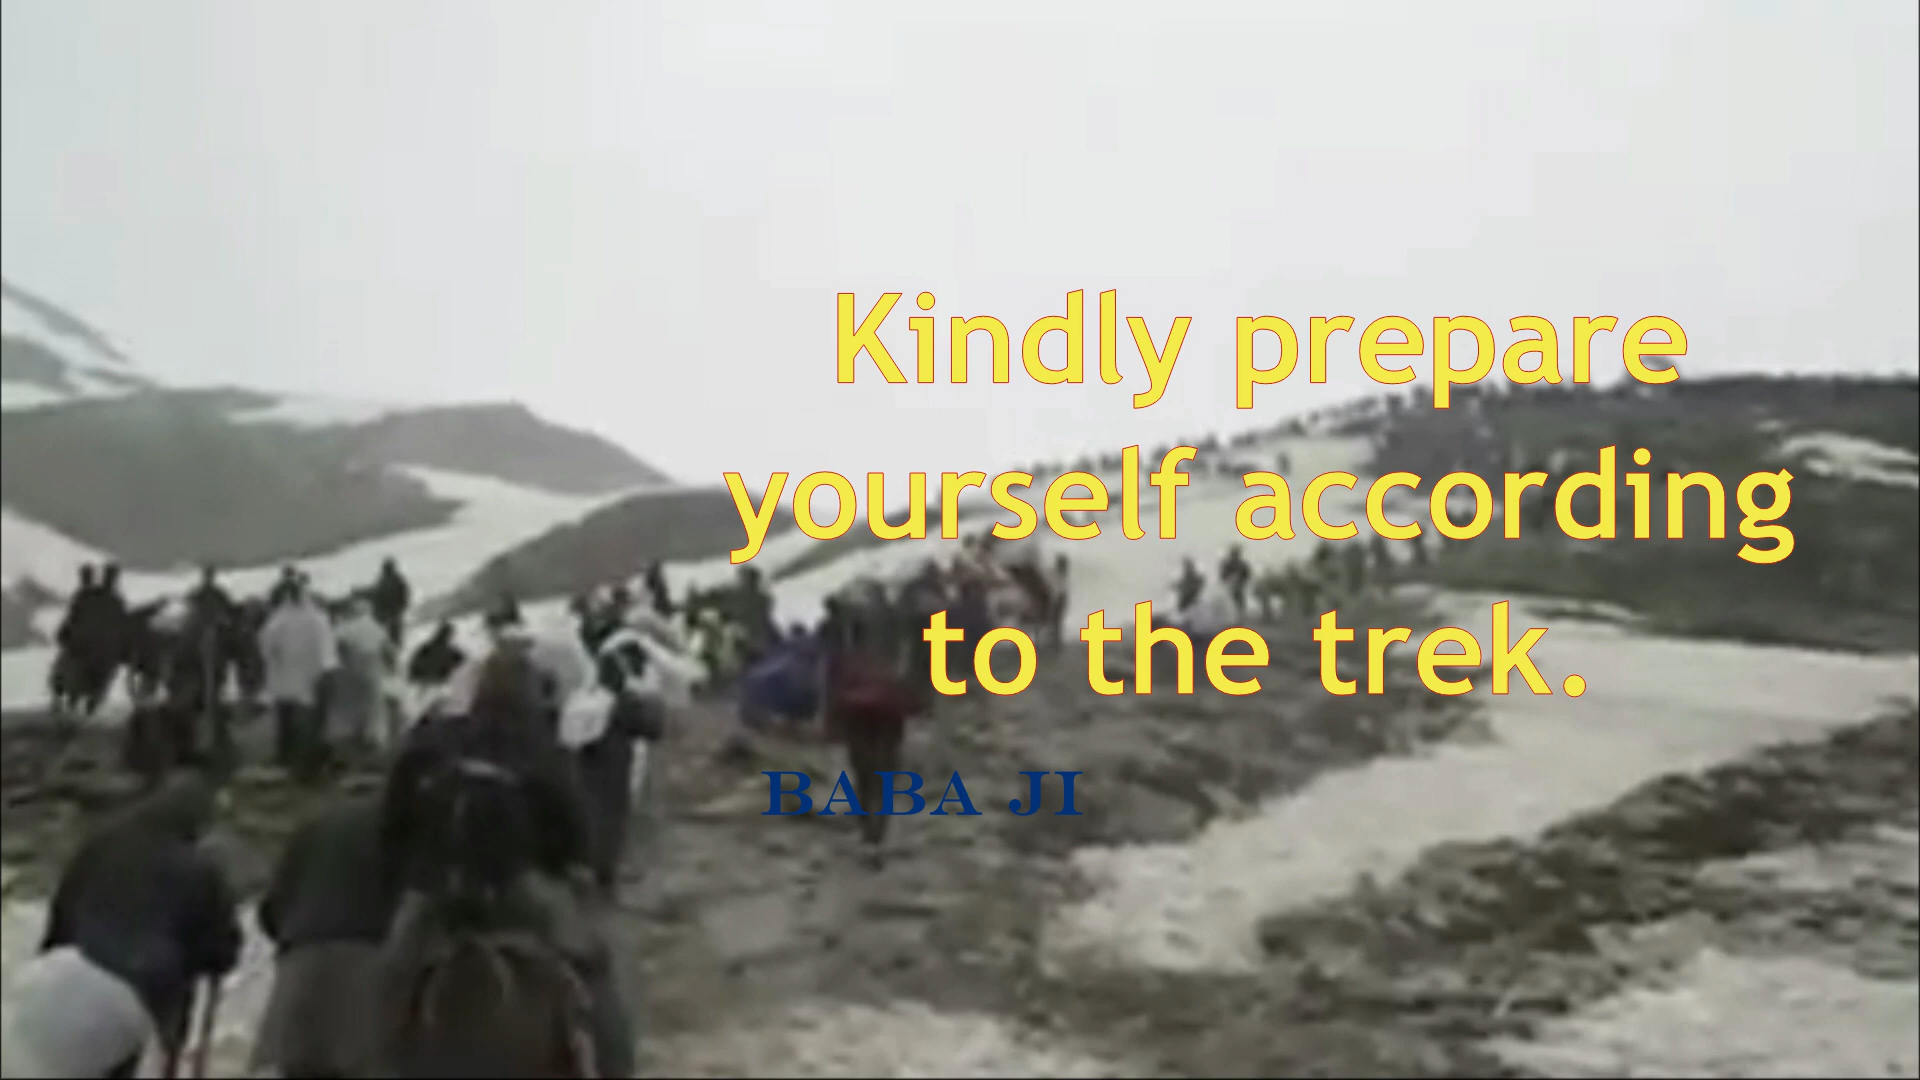 Kindly prepare
yourself according
to the trek.
BABA JI